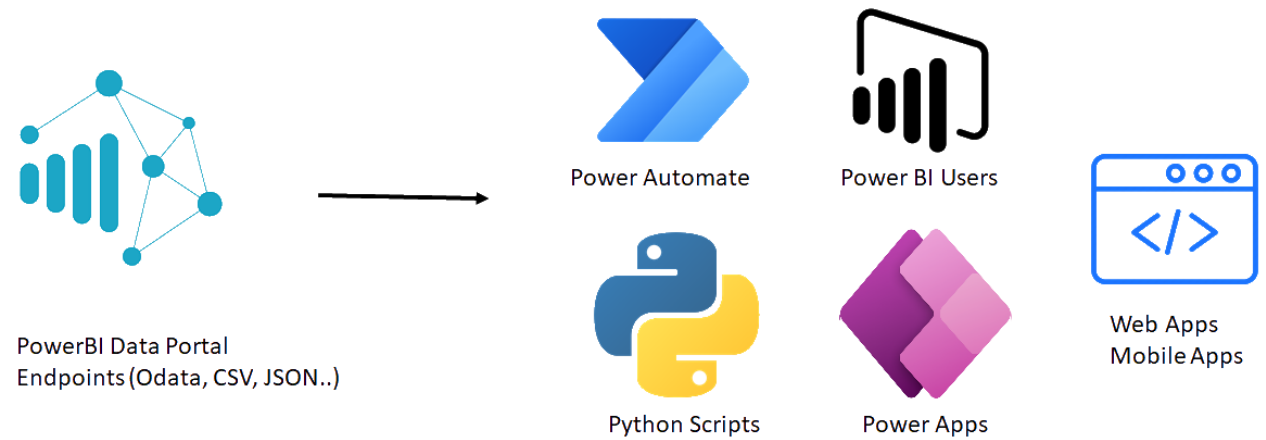 Power Automate
Power BI Users
PowerBI Data Portal
Endpoints (Odata, CSV, JSON..)
Web Apps
Mobile Apps
Python Scripts
Power Apps